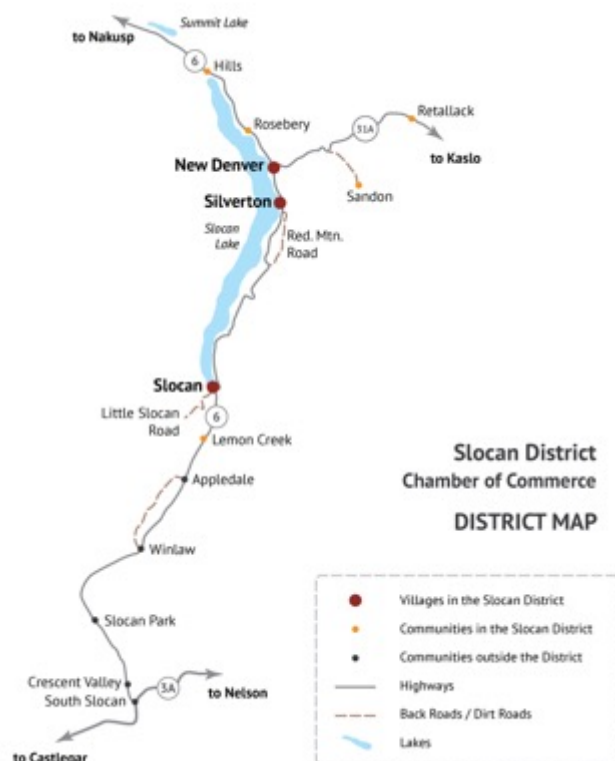 Summit Lake
to Nakusp
6
Hills
Retallack
Rosebery
31A
to Kaslo
New Denver
Sandon
Silverton
Slocan
Lake
Red. Mtn.
Road
Slocan
Little Slocan
Road
6
Lemon Creek
Slocan District
Chamber of Commerce
DISTRICT MAP
Appledale
Winlaw
Villages in the Slocan District
Communities in the Slocan District
Communities outside the District
Highways
Back Roads / Dirt Roads
Lakes
Slocan Park
Crescent Valley
South Slocan
3A
to Nelson
to Castlegar